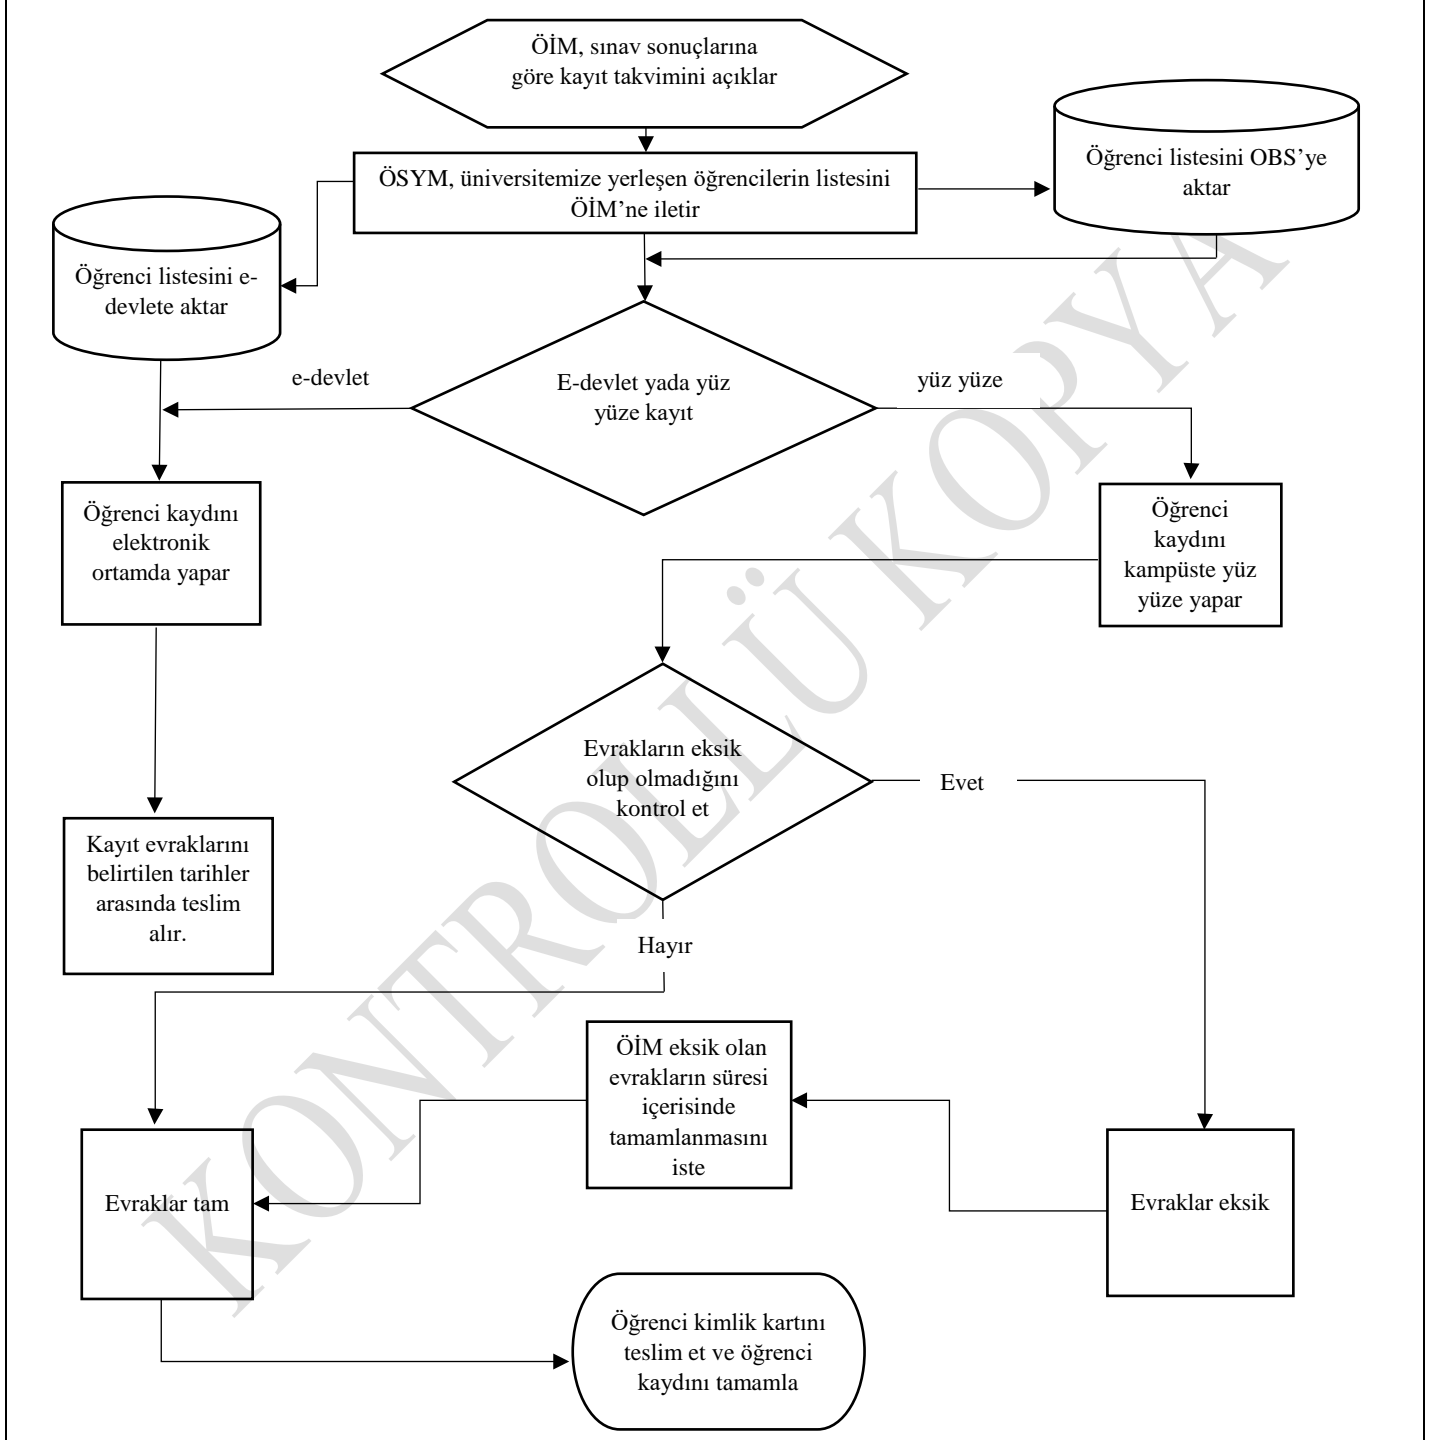 ÖİM, sınav sonuçlarına
göre kayıt takvimini açıklar
Öğrenci listesini OBS’ye
aktar
ÖSYM, üniversitemize yerleşen öğrencilerin listesini
ÖİM’ne iletir
Öğrenci listesini e-
devlete aktar
e-devlet
E-devlet yada yüz
yüze kayıt
yüz yüze
Öğrenci kaydını
elektronik
ortamda yapar
Öğrenci
kaydını
kampüste yüz
yüze yapar
Evrakların eksik
olup olmadığını
kontrol et
Evet
Kayıt evraklarını
belirtilen tarihler
arasında teslim
alır.
Hayır
ÖİM eksik olan
evrakların süresi
içerisinde
tamamlanmasını
iste
Evraklar tam
Evraklar eksik
Öğrenci kimlik kartını
teslim et ve öğrenci
kaydını tamamla
KONTROLLÜ KOPYA